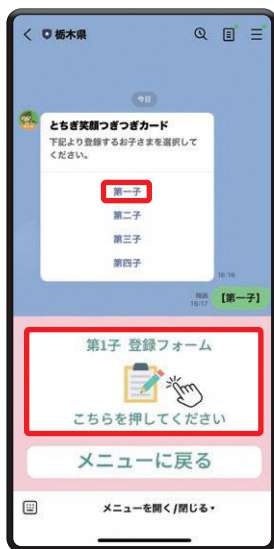 栃木県
今日
とちぎ笑顔つぎつぎカード
下記より登録するお子さまを選択して
ください。
第一子
第二子
第三子
第四子
16:16
既読
16:17
【第一子】
第1子 登録フォーム
こちらを押してください
メニューに戻る
メニューを開く/閉じる